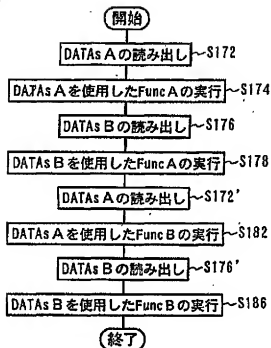 開始
DATAs Aの読み出し S172
DATAs Aを使用したFunc Aの実行 S174
DATAs Bの読み出し S176
DATAs Bを使用したFunc Aの実行 S178
DATAs Aの読み出し S172'
DATAs Aを使用したFunc Bの実行 S182
DATAs Bの読み出し S176'
DATAs Bを使用したFunc Bの実行 S186
終了